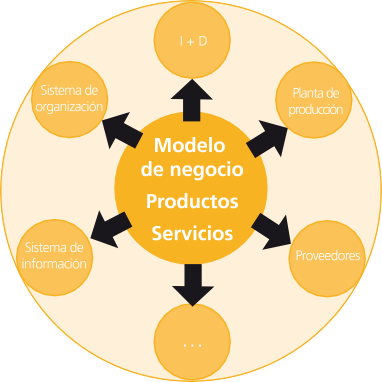 I + D
Sistema de
organización
Planta de
producción
Modelo
de negocio
Productos
Servicios
Sistema de
información
Proveedores
...